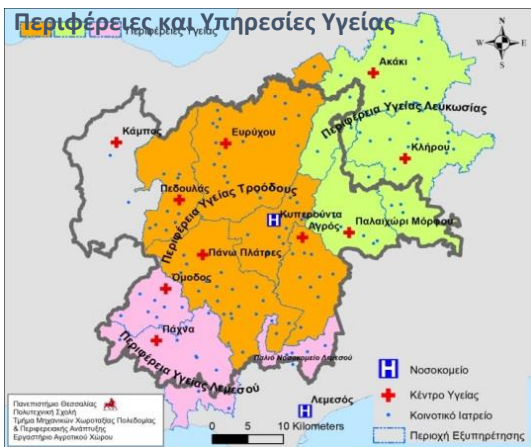 Περιφέρειες και Υπηρεσίες Υγείας
Περιφέρειες Υγείας
N
Ακάκι
Περιφέρεια Υγείας Λευκωσίας
Κάμπος
Ευρύχου
Κλήρου
Πεδουλάς
Περιφέρεια Υγείας Τροόδους
H Κυπερούντα
Αγρός
Παλαιχώρι Μόρφου
Πάνω Πλάτρες
Όμοδος
Πάχνα
Περιφέρεια Υγείας Λεμεσού
Παλιό Νοσοκομείο Λεμεσού
H Νοσοκομείο
Κέντρο Υγείας
Κοινοτικό Ιατρείο
Περιοχή Εξυπηρέτησης
Λεμεσός
H
5 0 10 Kilometers
Πανεπιστήμιο Θεσσαλίας
Πολυτεχνική Σχολή
Τμήμα Μηχανικών Χωροταξίας Πολεοδομίας
& Περιφερειακής Ανάπτυξης
Εργαστήριο Αγροτικού Χώρου